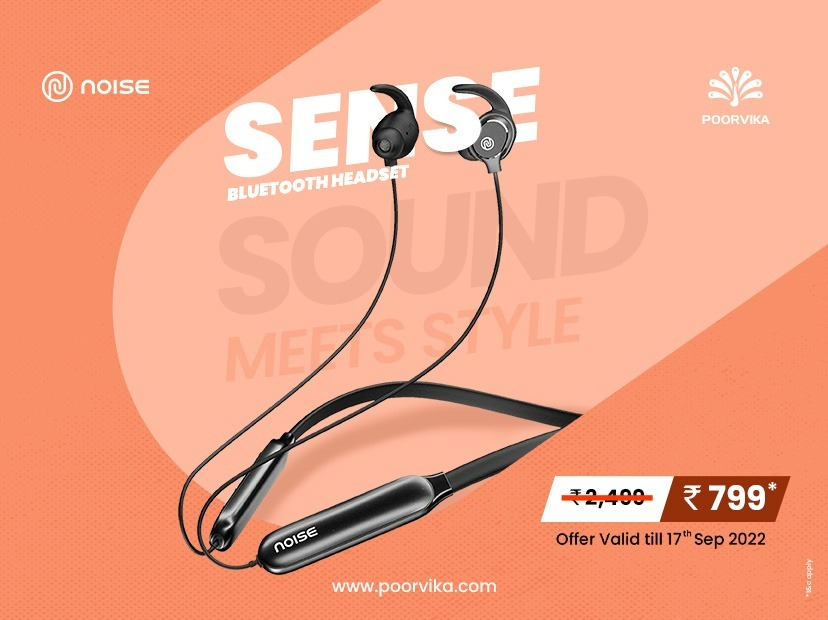 NOISE
POORVIKA
SENSE
BLUETOOTH HEADSET
SOUND
MEETS STYLE
NOISE
₹ 2,499
₹ 799*
Offer Valid till 17th Sep 2022
www.poorvika.com
*t&c apply